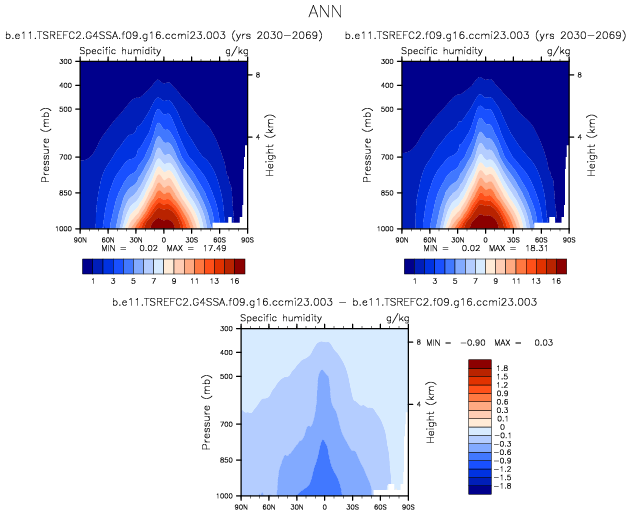 ANN
b.e11.TSREFC2.G4SSA.f09.g16.ccmi23.003 (yrs 2030-2069)
Specific humidity g/kg
300
400
500
700
850
1000
Pressure (mb)
8
4
Height (km)
90N 60N 30N 0 30S 60S 90S
MIN = 0.02 MAX = 17.49
1 3 5 7 9 11 13 16
b.e11.TSREFC2.f09.g16.ccmi23.003 (yrs 2030-2069)
Specific humidity g/kg
300
400
500
700
850
1000
Pressure (mb)
8
4
Height (km)
90N 60N 30N 0 30S 60S 90S
MIN = 0.02 MAX = 18.31
1 3 5 7 9 11 13 16
b.e11.TSREFC2.G4SSA.f09.g16.ccmi23.003 - b.e11.TSREFC2.f09.g16.ccmi23.003
Specific humidity g/kg
300
400
500
700
850
1000
Pressure (mb)
8
4
Height (km)
90N 60N 30N 0 30S 60S 90S
MIN = -0.90 MAX = 0.03
1.8
1.5
1.2
0.9
0.6
0.3
0.1
0
-0.1
-0.3
-0.6
-0.9
-1.2
-1.5
-1.8